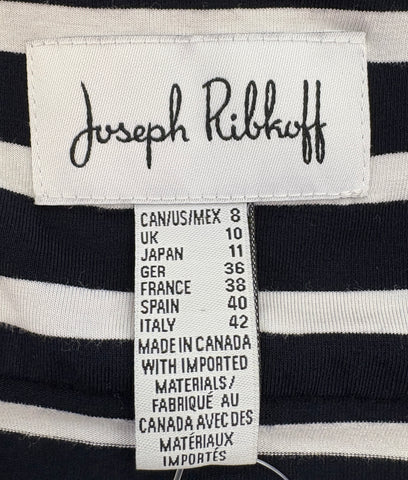 Joseph Ribkoff
CAN/US/MEX 8
UK 10
JAPAN 11
GER 36
FRANCE 38
SPAIN 40
ITALY 42
MADE IN CANADA
WITH IMPORTED
MATERIALS/
FABRIQUÉ AU
CANADA AVEC DES
MATÉRIAUX
IMPORTÉS